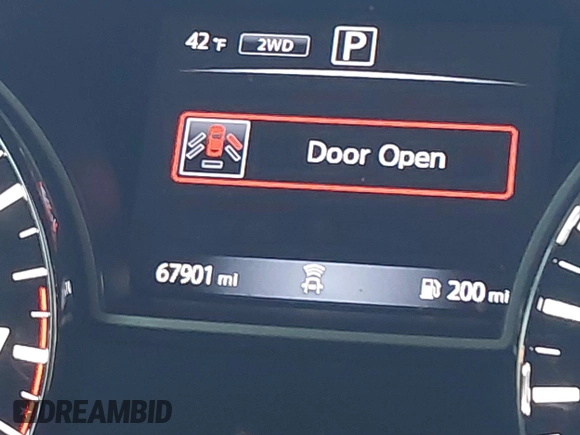 42°F 2WD P
Door Open
67901 mi 200 mi
DREAMBID